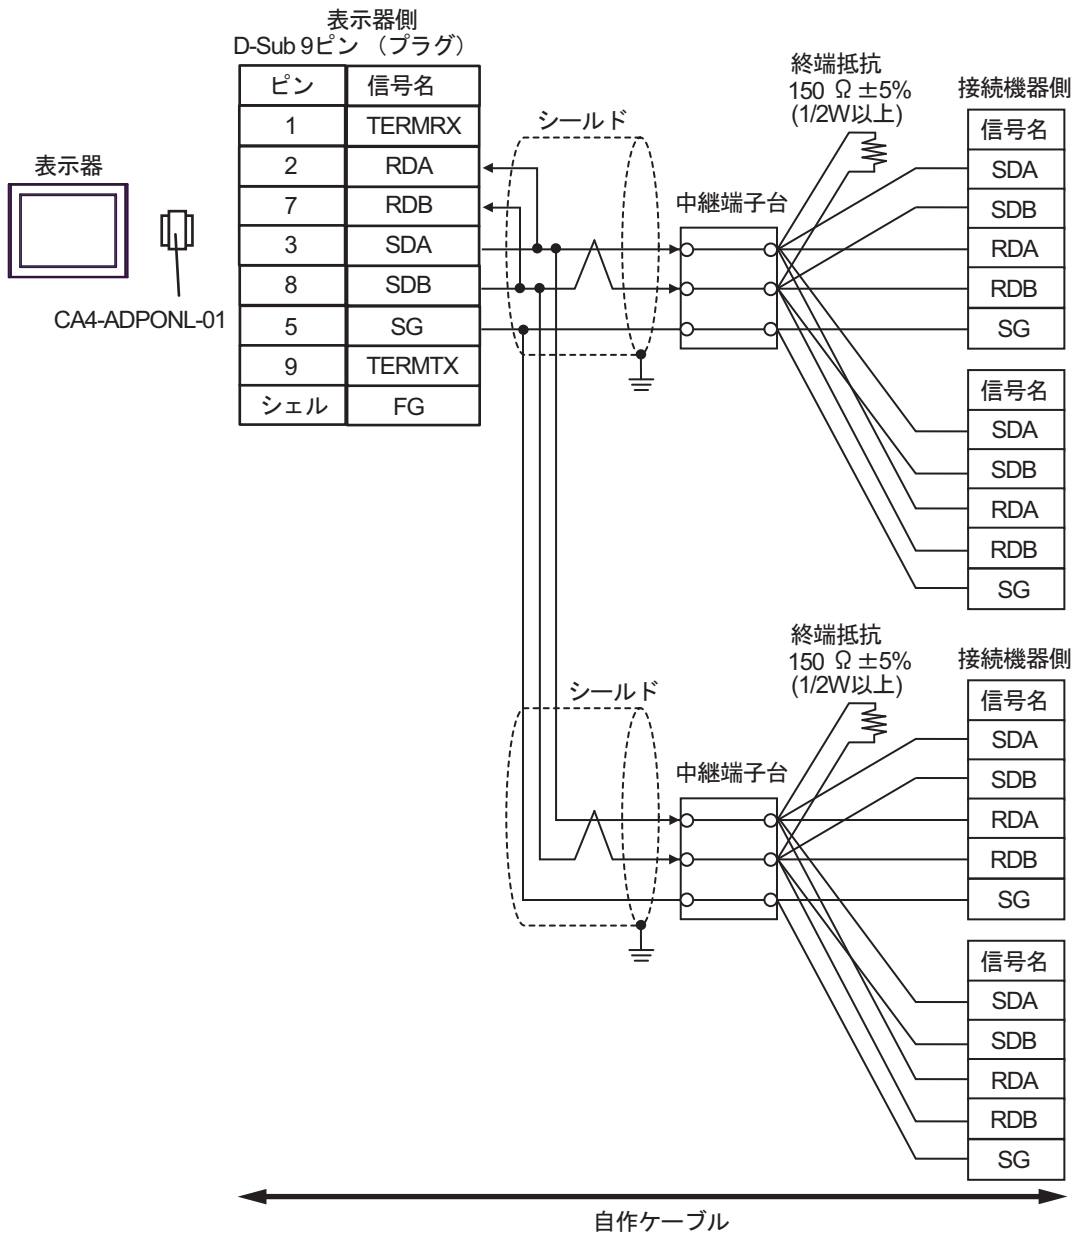 表示器側
D-Sub 9ピン （プラグ）
ピン 信号名
1 TERMRX
2 RDA
7 RDB
3 SDA
8 SDB
5 SG
9 TERMTX
シェル FG
表示器
CA4-ADPONL-01
シールド
中継端子台
終端抵抗
150 Ω ±5%
(1/2W以上)
接続機器側
信号名
SDA
SDB
RDA
RDB
SG
信号名
SDA
SDB
RDA
RDB
SG
シールド
中継端子台
終端抵抗
150 Ω ±5%
(1/2W以上)
接続機器側
信号名
SDA
SDB
RDA
RDB
SG
信号名
SDA
SDB
RDA
RDB
SG
自作ケーブル